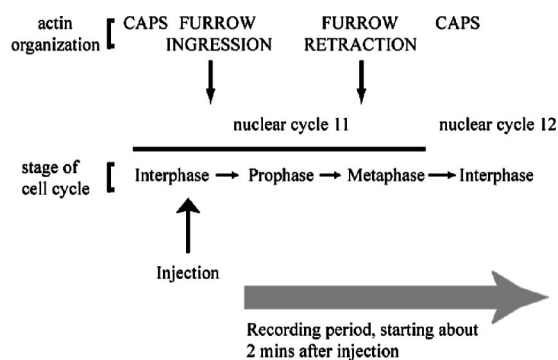 actin organization
CAPS FURROW INGRESSION FURROW RETRACTION CAPS
nuclear cycle 11 nuclear cycle 12
stage of cell cycle
Interphase → Prophase → Metaphase → Interphase
Injection
Recording period, starting about
2 mins after injection